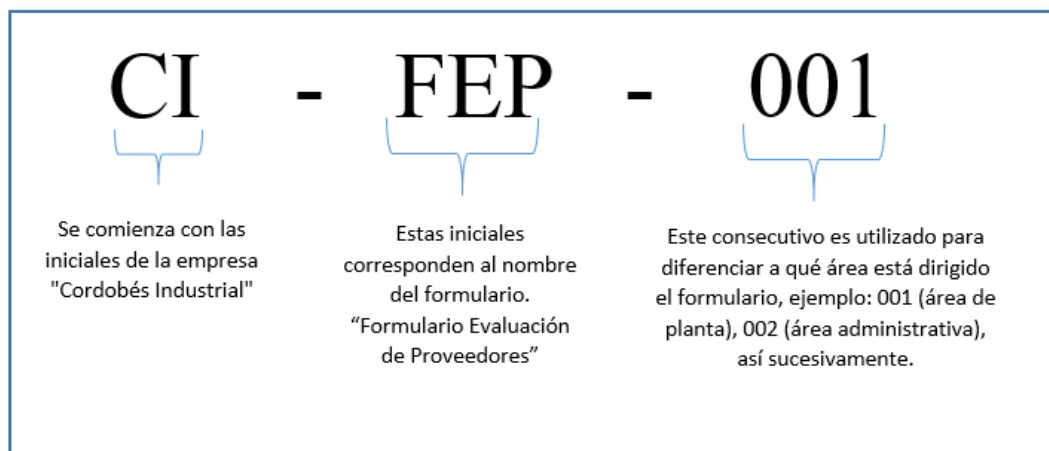 CI - FEP - 001
Se comienza con las
iniciales de la empresa
"Cordobés Industrial"
Estas iniciales
corresponden al nombre
del formulario.
“Formulario Evaluación
de Proveedores”
Este consecutivo es utilizado para
diferenciar a qué área está dirigido
el formulario, ejemplo: 001 (área de
planta), 002 (área administrativa),
así sucesivamente.